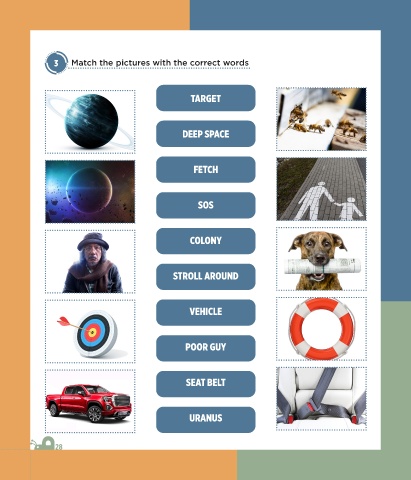 3 Match the pictures with the correct words
TARGET
DEEP SPACE
FETCH
SOS
COLONY
STROLL AROUND
VEHICLE
POOR GUY
SEAT BELT
URANUS
28